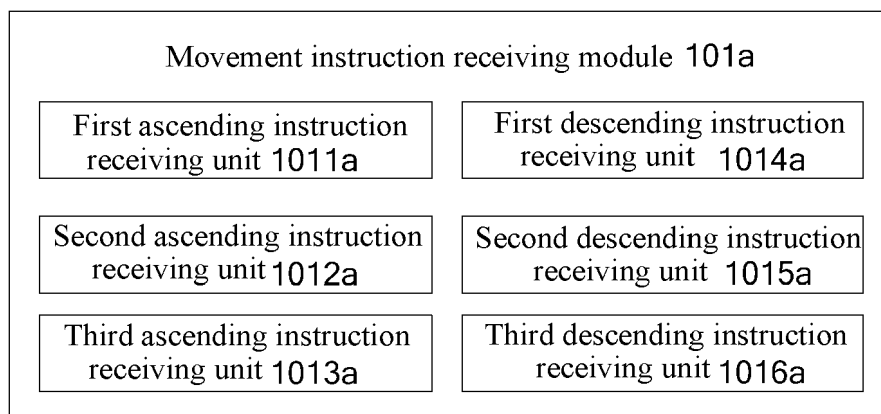 Movement instruction receiving module 101a
First ascending instruction
receiving unit 1011a
First descending instruction
receiving unit 1014a
Second ascending instruction
receiving unit 1012a
Second descending instruction
receiving unit 1015a
Third ascending instruction
receiving unit 1013a
Third descending instruction
receiving unit 1016a